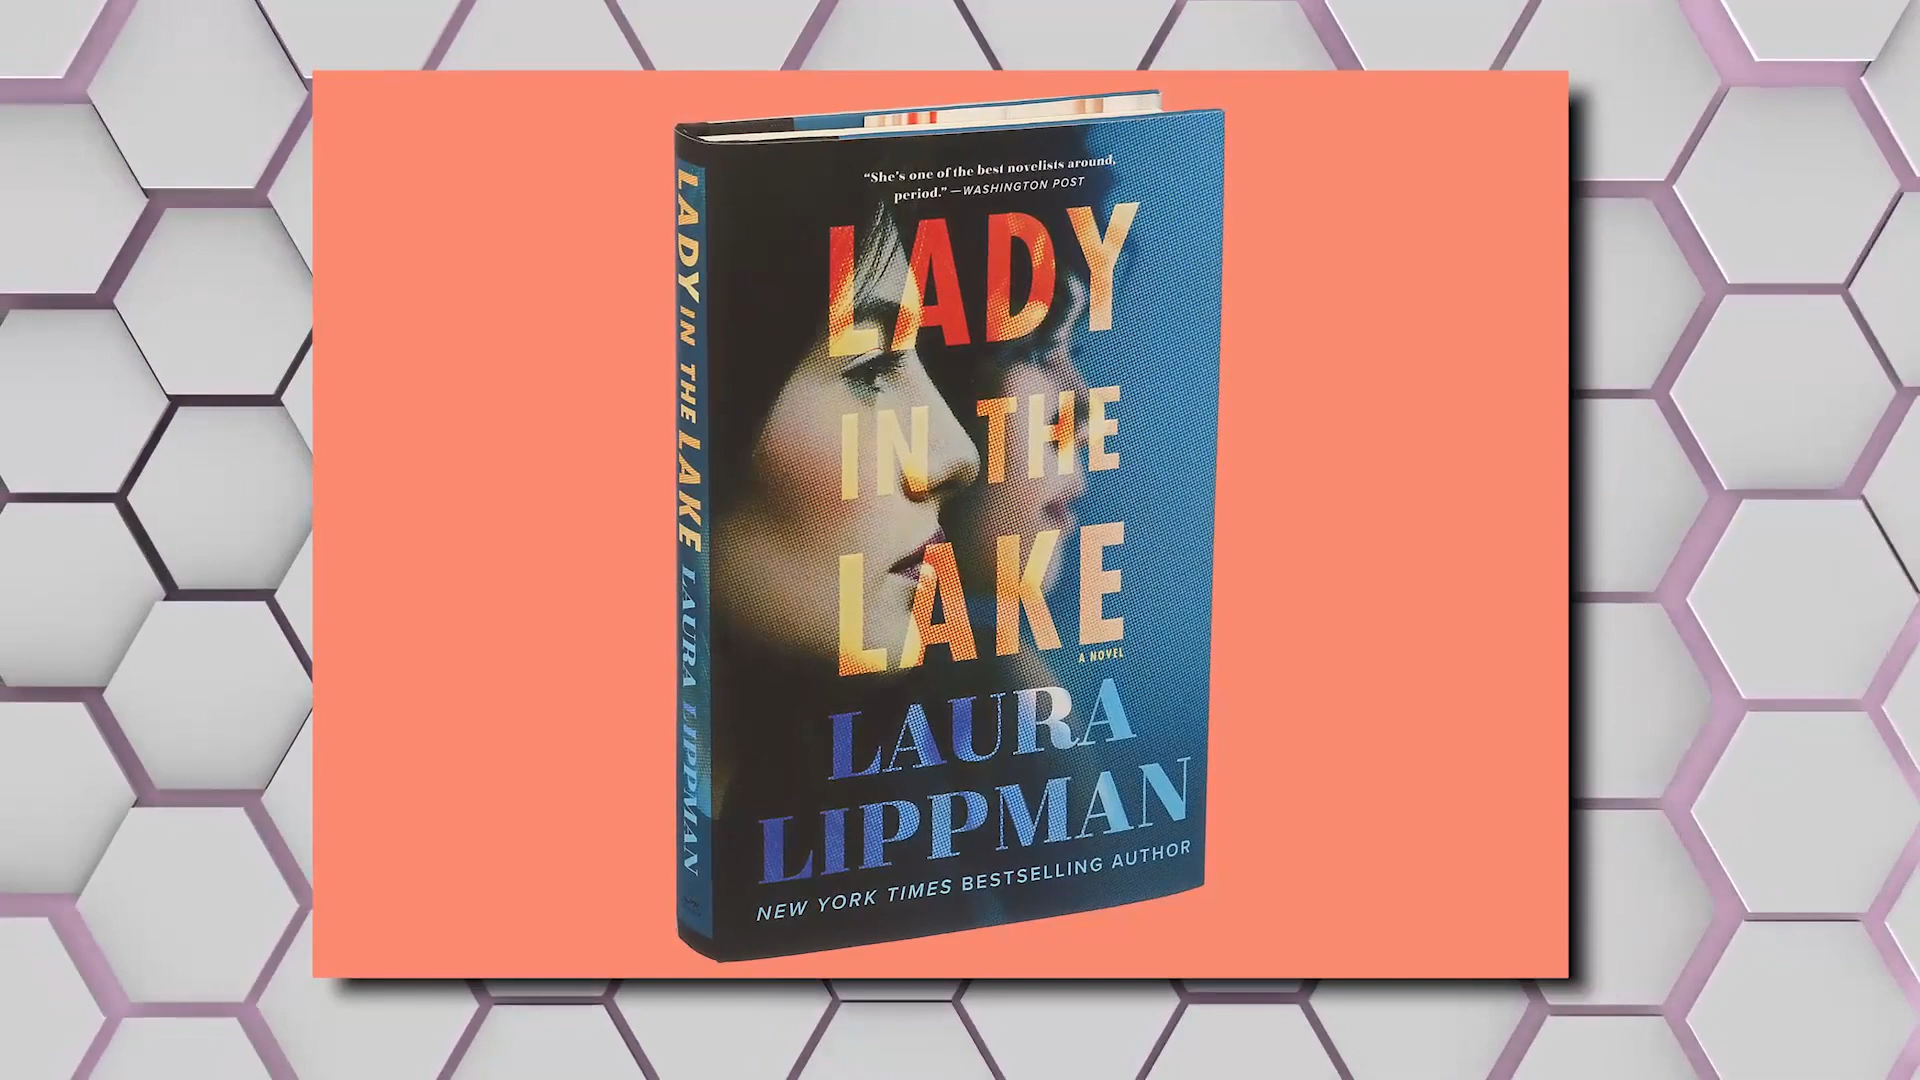 “She’s one of the best novelists around,
period.” —WASHINGTON POST
LADY
IN THE
LAKE
A NOVEL
LAURA
LIPPMAN
NEW YORK TIMES BESTSELLING AUTHOR
LADY IN THE LAKE LAURA LIPPMAN